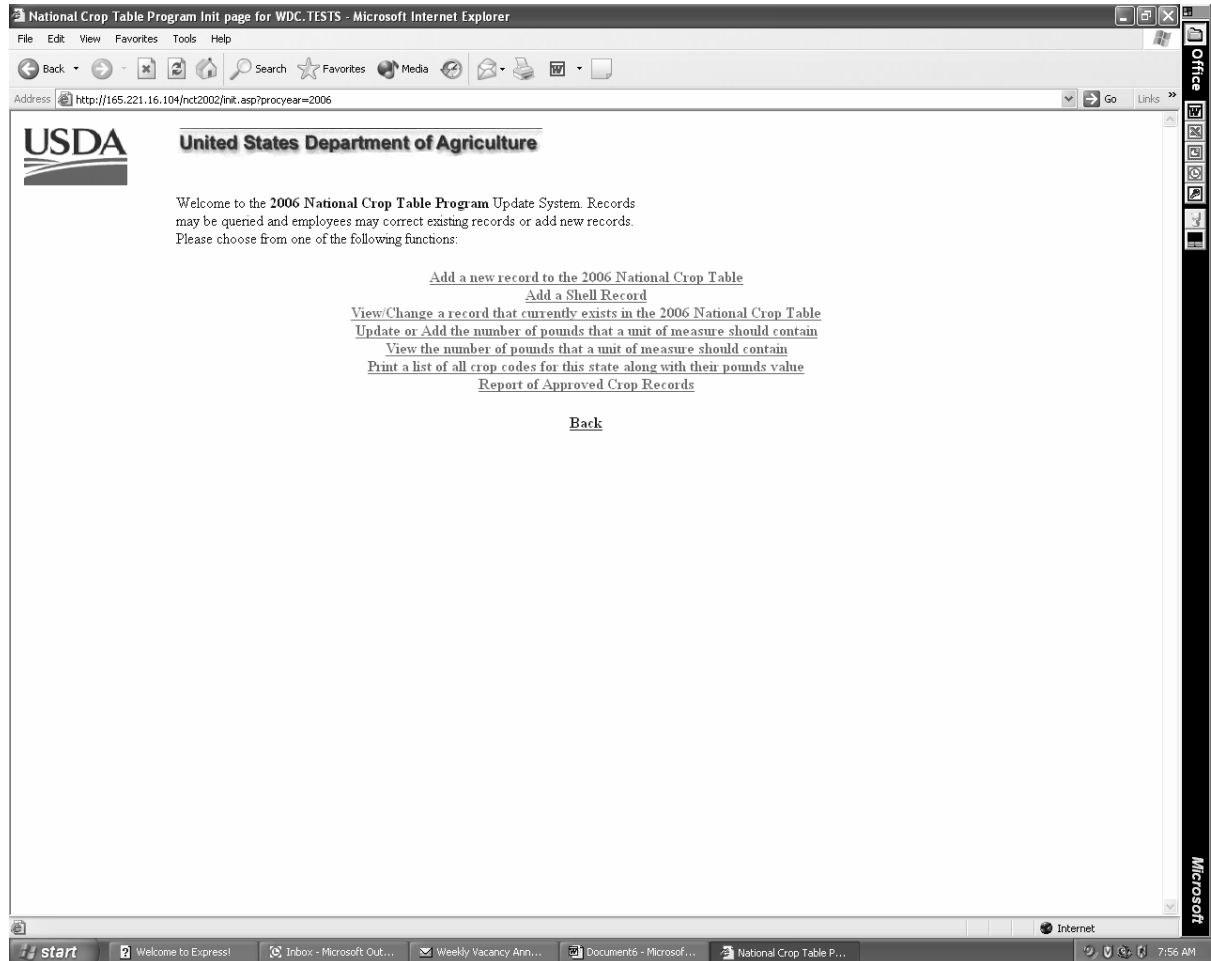 National Crop Table Program Init page for WDC.TESTS - Microsoft Internet Explorer
File Edit View Favorites Tools Help
Back Search Favorites Media
Address http://165.221.16.104/nct2002/init.asp?procyear=2006 Go Links »
Office
USDA United States Department of Agriculture
Welcome to the 2006 National Crop Table Program Update System. Records
may be queried and employees may correct existing records or add new records.
Please choose from one of the following functions:
Add a new record to the 2006 National Crop Table
Add a Shell Record
View/Change a record that currently exists in the 2006 National Crop Table
Update or Add the number of pounds that a unit of measure should contain
View the number of pounds that a unit of measure should contain
Print a list of all crop codes for this state along with their pounds value
Report of Approved Crop Records
Back
Microsoft
Internet
start Welcome to Express! Inbox - Microsoft Out... Weekly Vacancy Ann... Document6 - Microsof... National Crop Table P... 7:56 AM